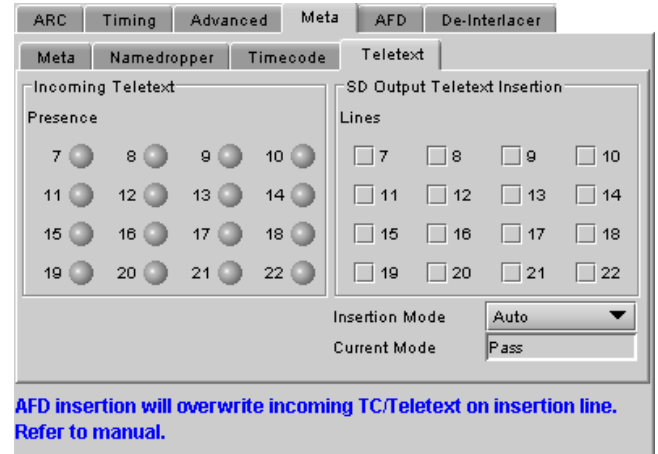 ARC Timing Advanced Meta AFD De-Interlacer
Meta Namedropper Timecode Teletext
Incoming Teletext
Presence
7 8 9 10
11 12 13 14
15 16 17 18
19 20 21 22
SD Output Teletext Insertion
Lines
7 8 9 10
11 12 13 14
15 16 17 18
19 20 21 22
Insertion Mode Auto
Current Mode Pass
AFD insertion will overwrite incoming TC/Teletext on insertion line.
Refer to manual.